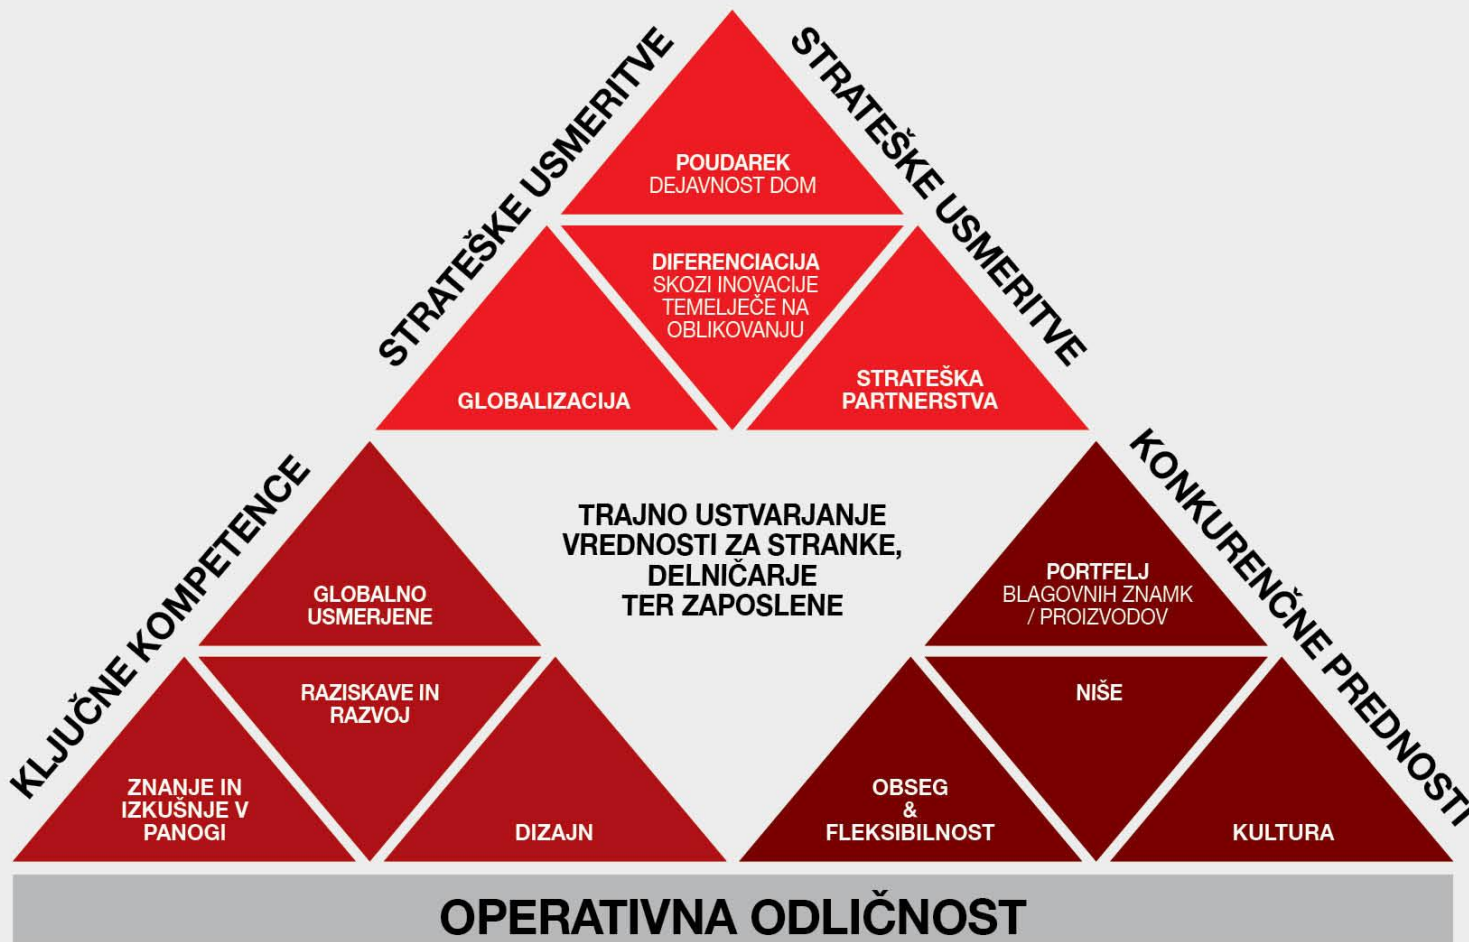 STRATEŠKE USMERITVE
STRATEŠKE USMERITVE
POUDAREK
DEJAVNOST DOM
DIFERENCIACIJA
SKOZI INOVACIJE
TEMELJEČE NA
OBLIKOVANJU
GLOBALIZACIJA
STRATEŠKA
PARTNERSTVA
KLJUČNE KOMPETENCE
TRAJNO USTVARJANJE
VREDNOSTI ZA STRANKE,
DELNIČARJE
TER ZAPOSLENE
KONKURENČNE PREDNOSTI
GLOBALNO
USMERJENE
RAZISKAVE IN
RAZVOJ
ZNANJE IN
IZKUŠNJE V
PANOGI
DIZAJN
PORTFELJ
BLAGOVNIH ZNAMK
/ PROIZVODOV
NIŠE
OBSEG
&
FLEKSIBILNOST
KULTURA
OPERATIVNA ODLIČNOST